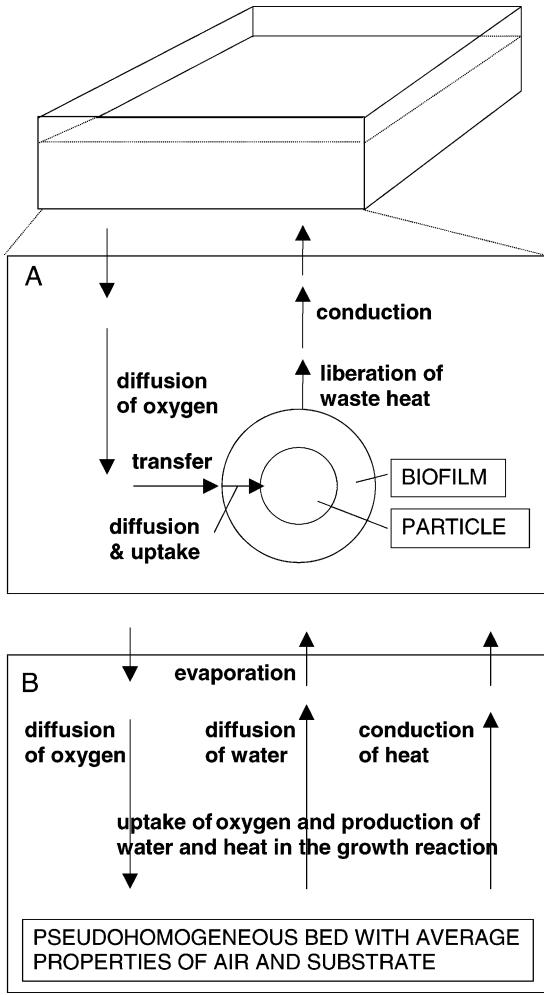 A
conduction
liberation of
waste heat
diffusion
of oxygen
transfer
BIOFILM
PARTICLE
diffusion
& uptake
B
evaporation
diffusion
of oxygen
diffusion
of water
conduction
of heat
uptake of oxygen and production of
water and heat in the growth reaction
PSEUDOHOMOGENEOUS BED WITH AVERAGE
PROPERTIES OF AIR AND SUBSTRATE